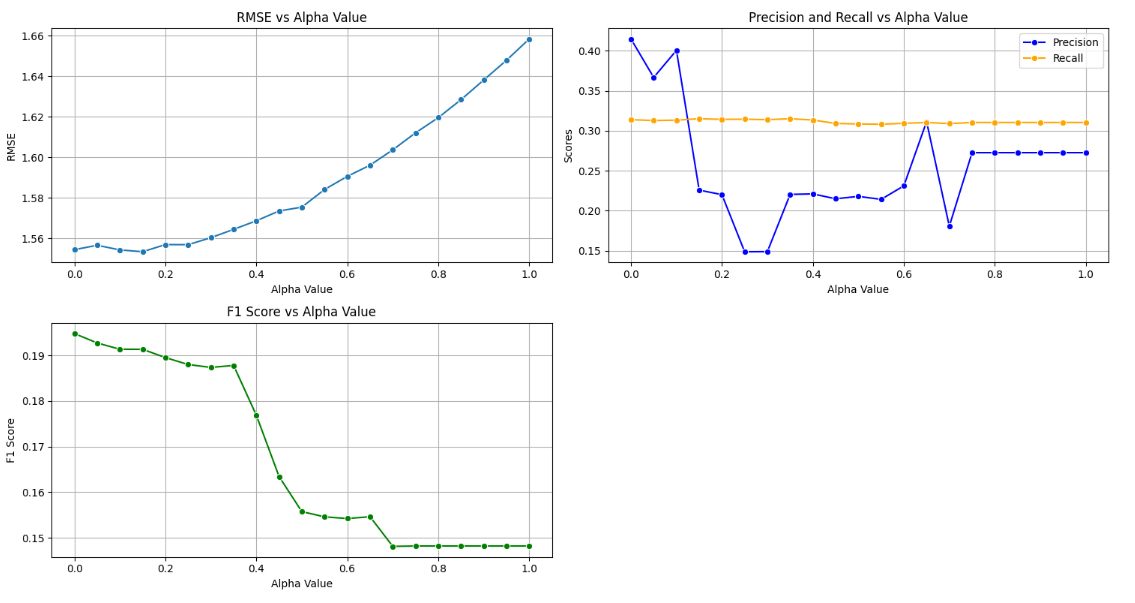 RMSE vs Alpha Value
RMSE
1.66
1.64
1.62
1.60
1.58
1.56
0.0 0.2 0.4 0.6 0.8 1.0
Alpha Value
Precision and Recall vs Alpha Value
Scores
0.40
0.35
0.30
0.25
0.20
0.15
Precision
Recall
0.0 0.2 0.4 0.6 0.8 1.0
Alpha Value
F1 Score vs Alpha Value
F1 Score
0.19
0.18
0.17
0.16
0.15
0.0 0.2 0.4 0.6 0.8 1.0
Alpha Value